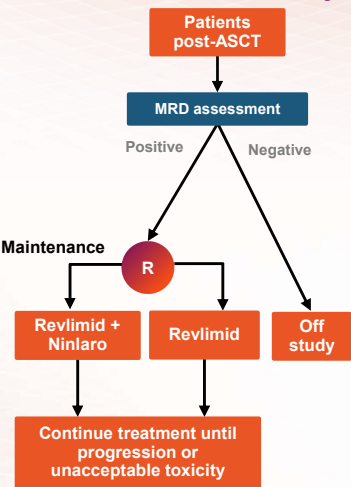 Patients
post-ASCT
MRD assessment
Positive
Negative
Maintenance
R
Revlimid +
Ninlaro
Revlimid
Off
study
Continue treatment until
progression or
unacceptable toxicity